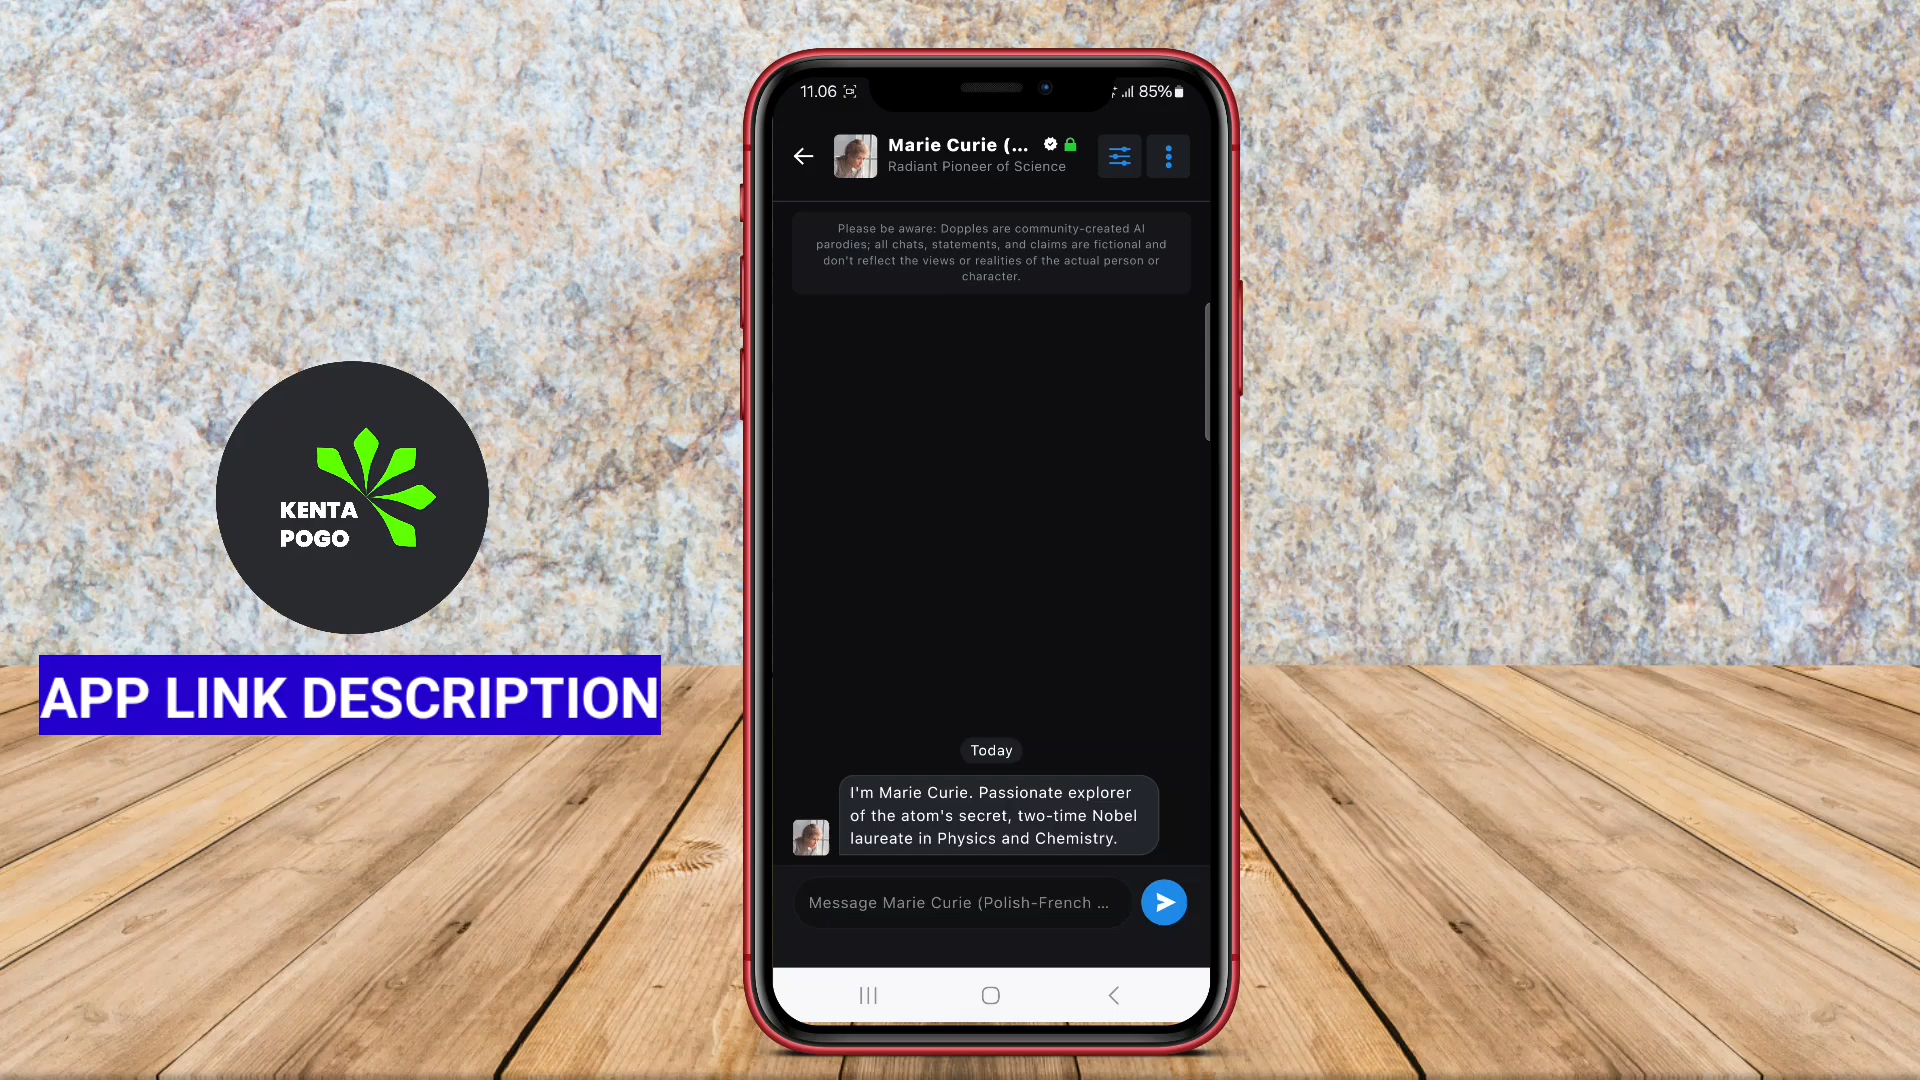 11.06
85%
Marie Curie (...
Radiant Pioneer of Science
Please be aware: Dopples are community-created AI
parodies; all chats, statements, and claims are fictional and
don't reflect the views or realities of the actual person or
character.
KENTA
POGO
APP LINK DESCRIPTION
Today
I'm Marie Curie. Passionate explorer
of the atom's secret, two-time Nobel
laureate in Physics and Chemistry.
Message Marie Curie (Polish-French ...